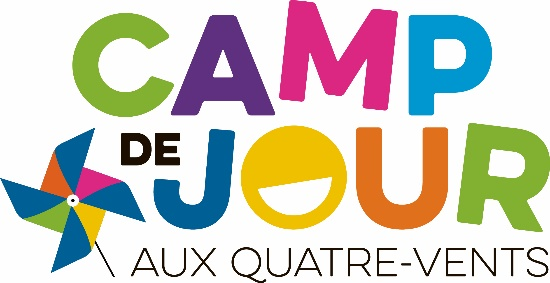 CAMP
DE JOUR
AUX QUATRE-VENTS